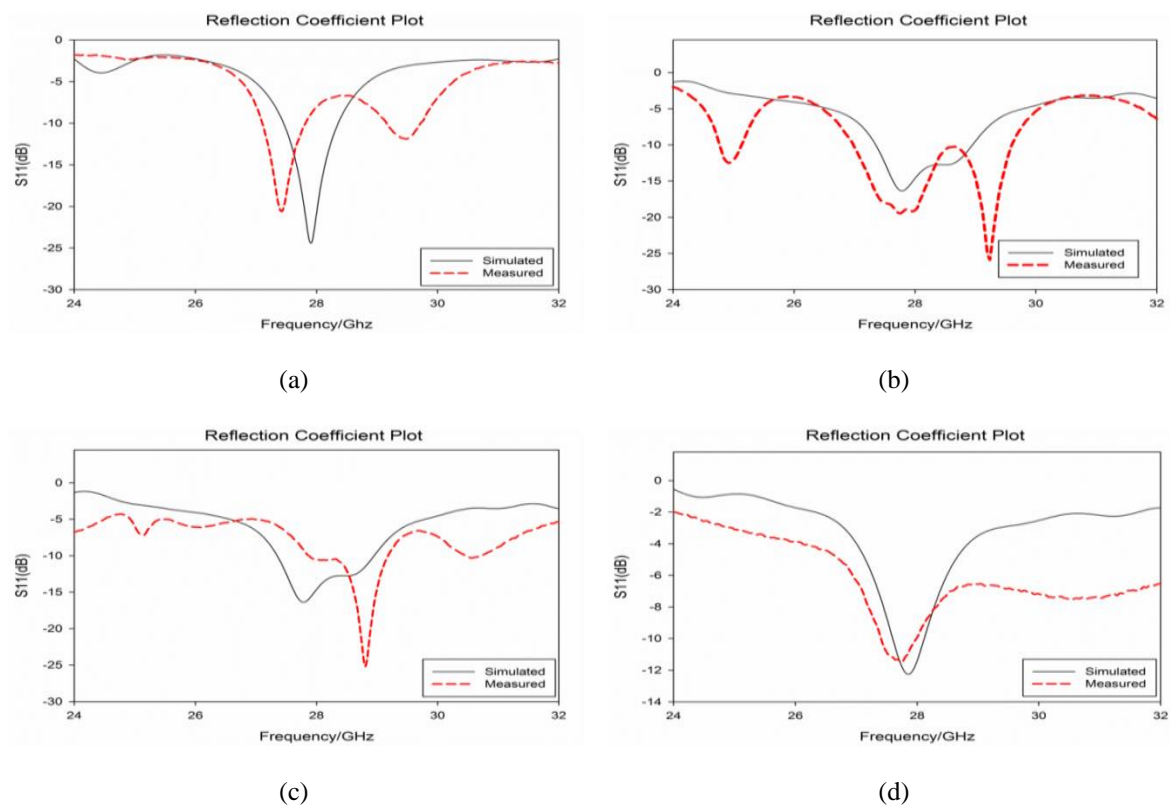 Reflection Coefficient Plot
0
-5
-10
-15
-20
-25
-30
S11(dB)
Simulated
Measured
24 26 28 30 32
Frequency/Ghz
(a)
Reflection Coefficient Plot
0
-5
-10
-15
-20
-25
-30
S11(dB)
Simulated
Measured
24 26 28 30 32
Frequency/GHz
(b)
Reflection Coefficient Plot
0
-5
-10
-15
-20
-25
-30
S11(dB)
Simulated
Measured
24 26 28 30 32
Frequency/GHz
(c)
Reflection Coefficient Plot
0
-2
-4
-6
-8
-10
-12
-14
S11(dB)
Simulated
Measured
24 26 28 30 32
Frequency/GHz
(d)